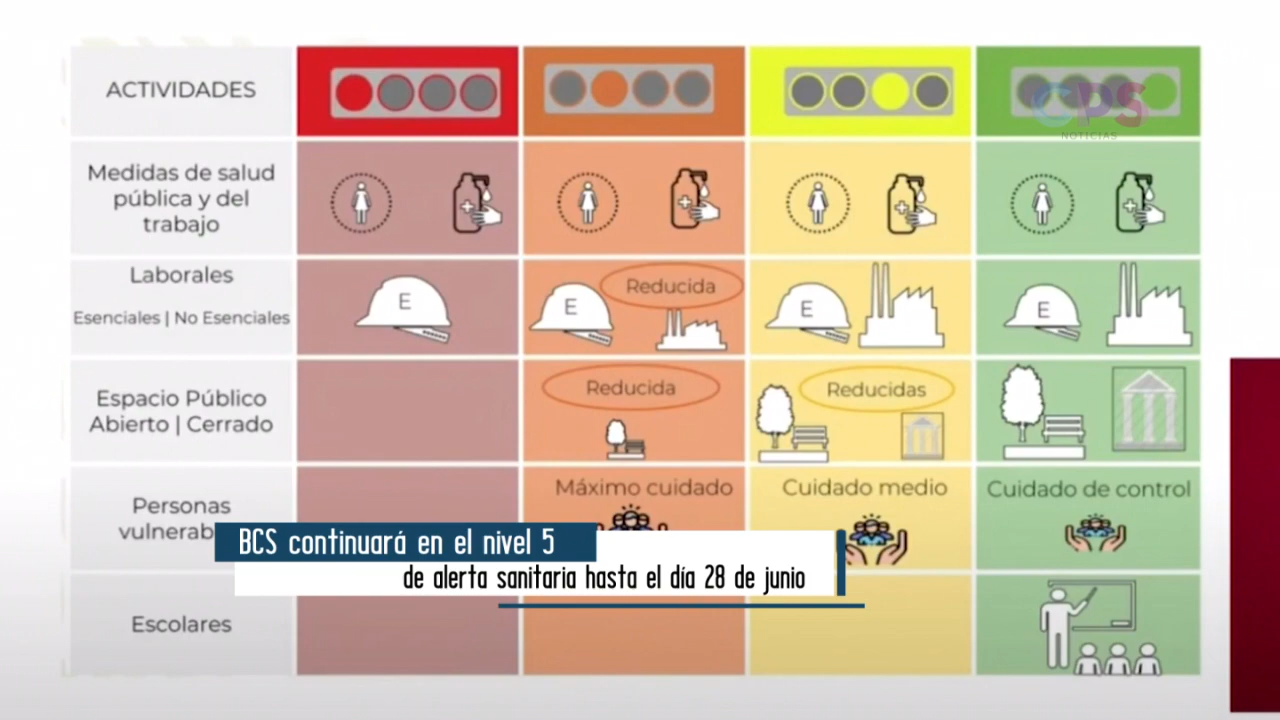 ACTIVIDADES
CPS
NOTICIAS
Medidas de salud
pública y del
trabajo
Laborales
Esenciales | No Esenciales
E
E
Reducida
E
E
Espacio Público
Abierto | Cerrado
Reducida
Reducidas
Personas
Máximo cuidado
Cuidado medio
Cuidado de control
BCS continuará en el nivel 5
de alerta sanitaria hasta el día 28 de junio
Escolares